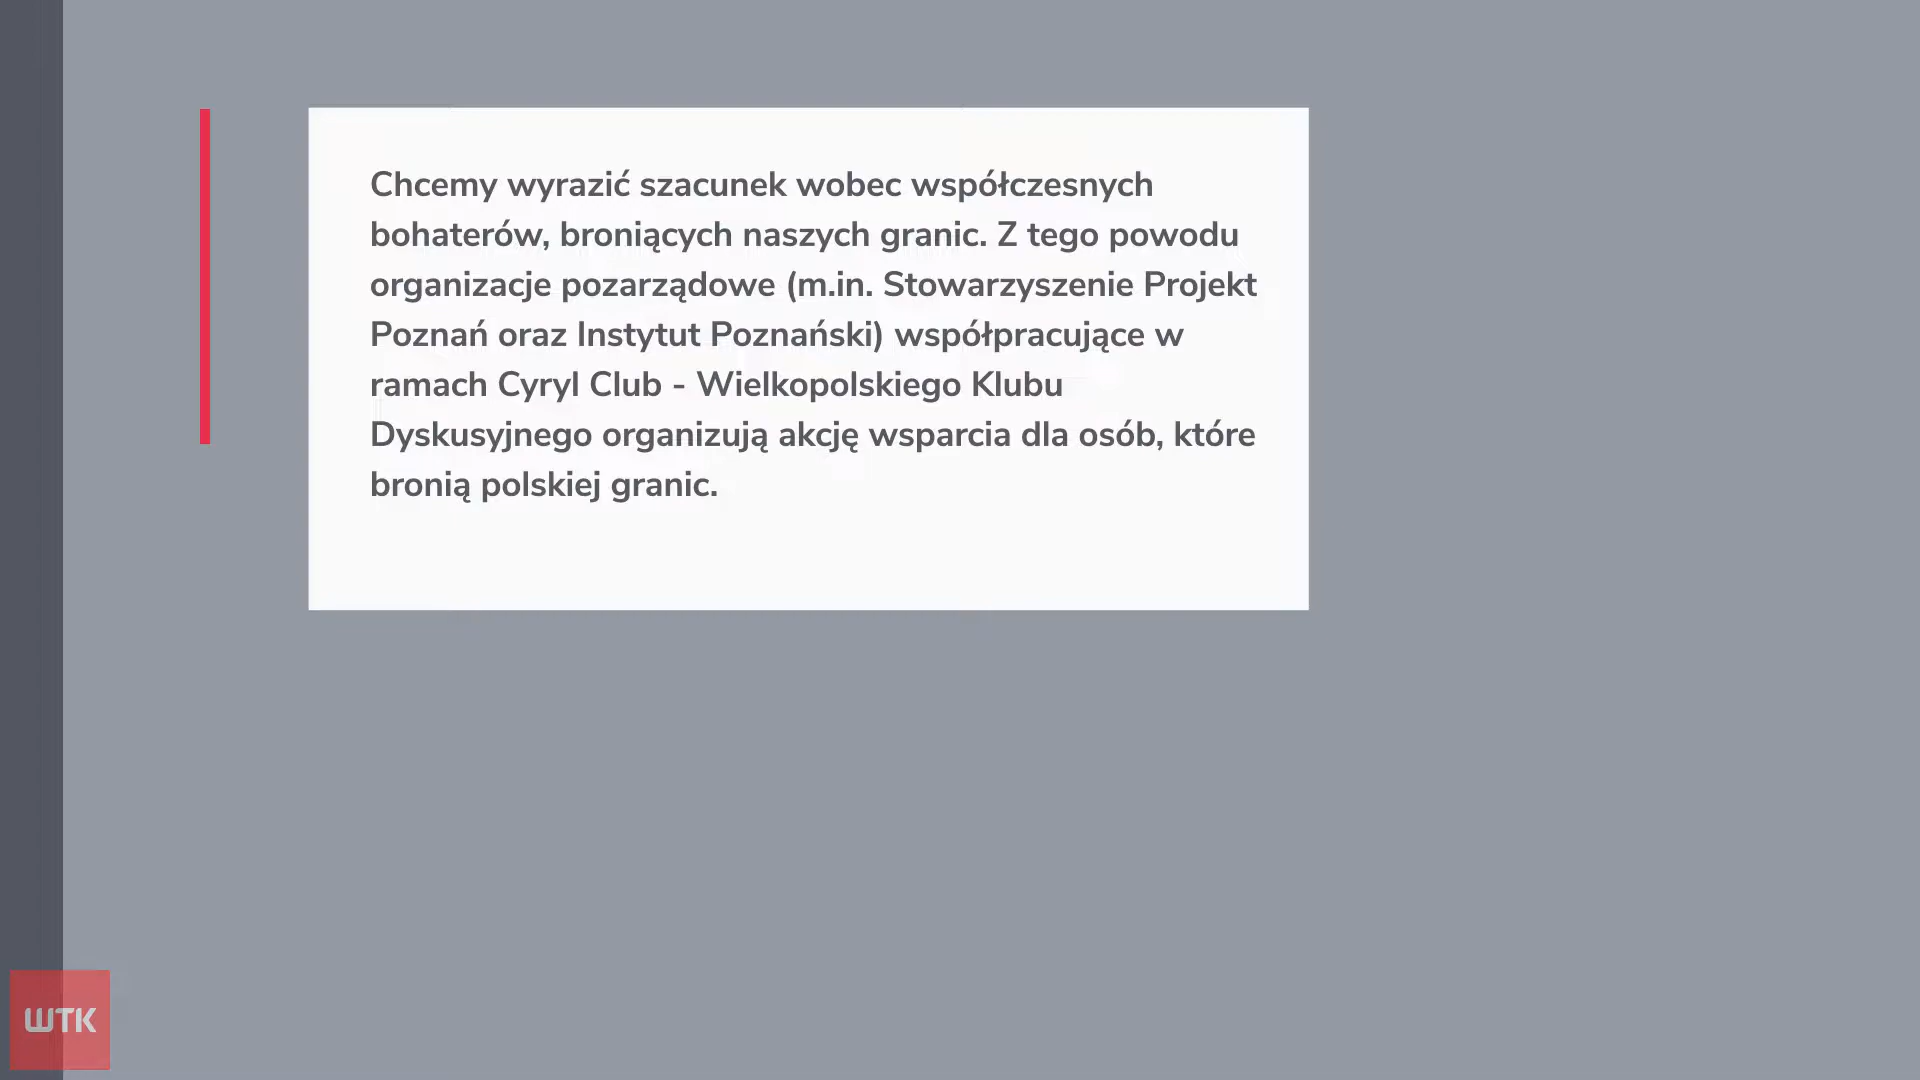 Chcemy wyrazić szacunek wobec współczesnych
bohaterów, broniących naszych granic. Z tego powodu
organizacje pozarządowe (m.in. Stowarzyszenie Projekt
Poznań oraz Instytut Poznański) współpracujące w
ramach Cyryl Club - Wielkopolskiego Klubu
Dyskusyjnego organizują akcję wsparcia dla osób, które
bronią polskiej granic.
WTK